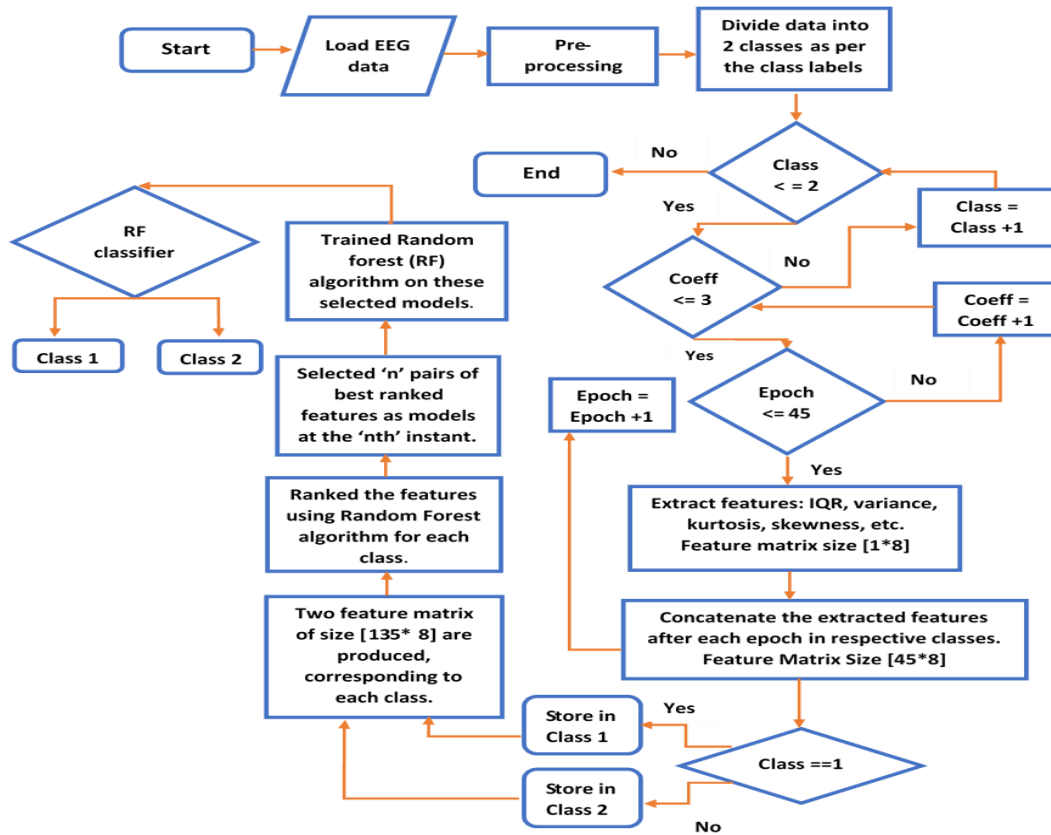 Start
Load EEG
data
Pre-
processing
Divide data into
2 classes as per
the class labels
No
Class
< = 2
End
Yes
Class =
Class +1
RF
classifier
Trained Random
forest (RF)
algorithm on these
selected models.
Coeff
<= 3
No
Coeff =
Coeff +1
Class 1
Class 2
Yes
Selected ‘n’ pairs of
best ranked
features as models
at the ‘nth’ instant.
Epoch =
Epoch +1
Epoch
<= 45
No
Yes
Ranked the features
using Random Forest
algorithm for each
class.
Extract features: IQR, variance,
kurtosis, skewness, etc.
Feature matrix size [1*8]
Two feature matrix
of size [135* 8] are
produced,
corresponding to
each class.
Concatenate the extracted features
after each epoch in respective classes.
Feature Matrix Size [45*8]
Store in
Class 1
Yes
Class ==1
Store in
Class 2
No